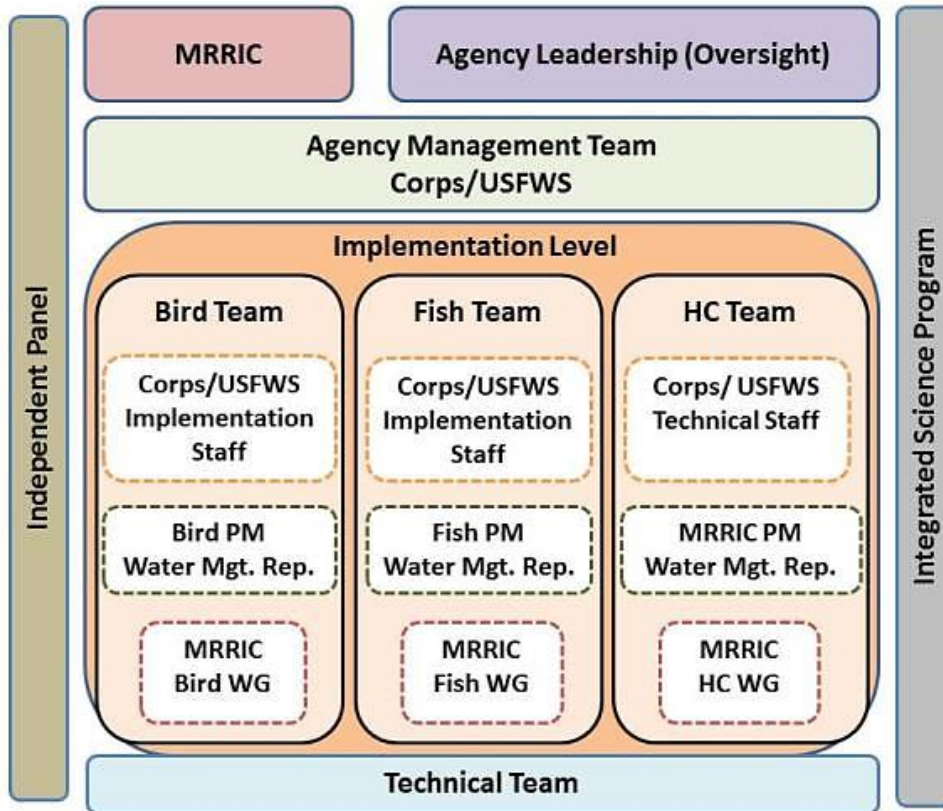 Independent Panel
MRRIC
Agency Leadership (Oversight)
Agency Management Team
Corps/USFWS
Implementation Level
Bird Team
Corps/USFWS
Implementation
Staff
Bird PM
Water Mgt. Rep.
MRRIC
Bird WG
Fish Team
Corps/USFWS
Implementation
Staff
Fish PM
Water Mgt. Rep.
MRRIC
Fish WG
HC Team
Corps/ USFWS
Technical Staff
MRRIC PM
Water Mgt. Rep.
MRRIC
HC WG
Technical Team
Integrated Science Program